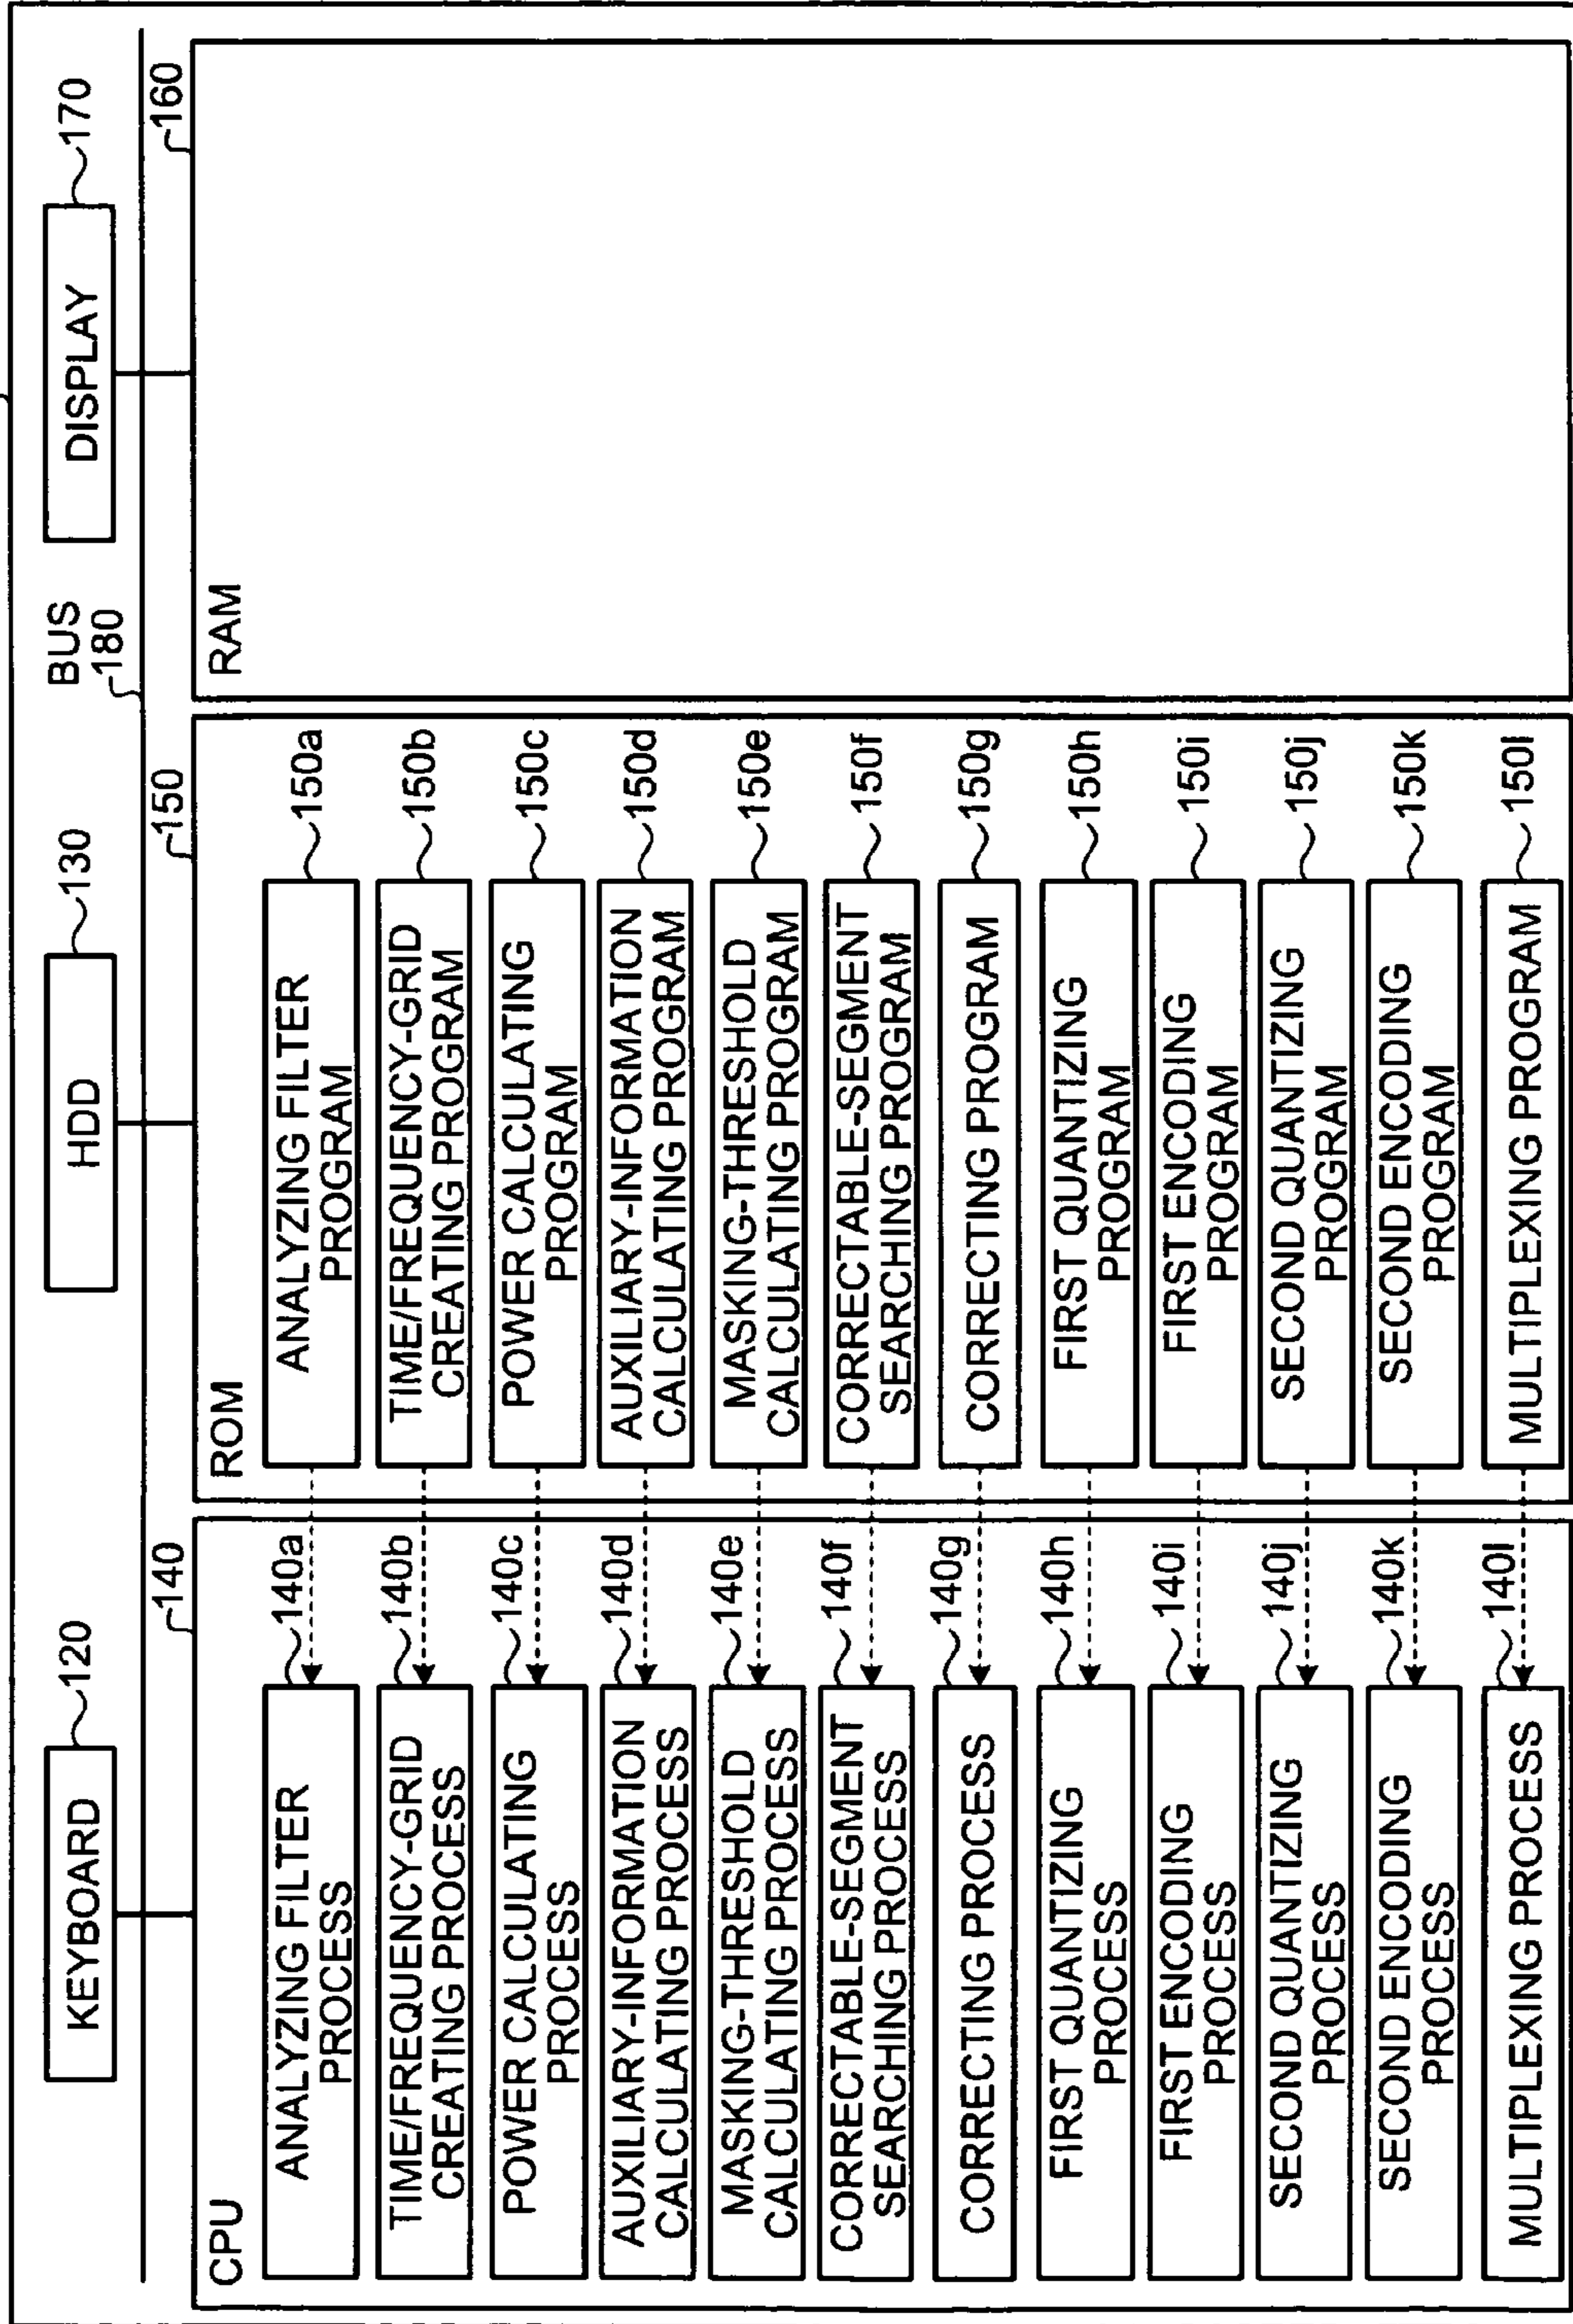 KEYBOARD
120
HDD
130
BUS
180
DISPLAY
170
140
CPU
ANALYZING FILTER
PROCESS
140a
TIME/FREQUENCY-GRID
CREATING PROCESS
140b
POWER CALCULATING
PROCESS
140c
AUXILIARY-INFORMATION
CALCULATING PROCESS
140d
MASKING-THRESHOLD
CALCULATING PROCESS
140e
CORRECTABLE-SEGMENT
SEARCHING PROCESS
140f
CORRECTING PROCESS
140g
FIRST QUANTIZING
PROCESS
140h
FIRST ENCODING
PROCESS
140i
SECOND QUANTIZING
PROCESS
140j
SECOND ENCODING
PROCESS
140k
MULTIPLEXING PROCESS
140l
150
ROM
ANALYZING FILTER
PROGRAM
150a
TIME/FREQUENCY-GRID
CREATING PROGRAM
150b
POWER CALCULATING
PROGRAM
150c
AUXILIARY-INFORMATION
CALCULATING PROGRAM
150d
MASKING-THRESHOLD
CALCULATING PROGRAM
150e
CORRECTABLE-SEGMENT
SEARCHING PROGRAM
150f
CORRECTING PROGRAM
150g
FIRST QUANTIZING
PROGRAM
150h
FIRST ENCODING
PROGRAM
150i
SECOND QUANTIZING
PROGRAM
150j
SECOND ENCODING
PROGRAM
150k
MULTIPLEXING PROGRAM
150l
160
RAM